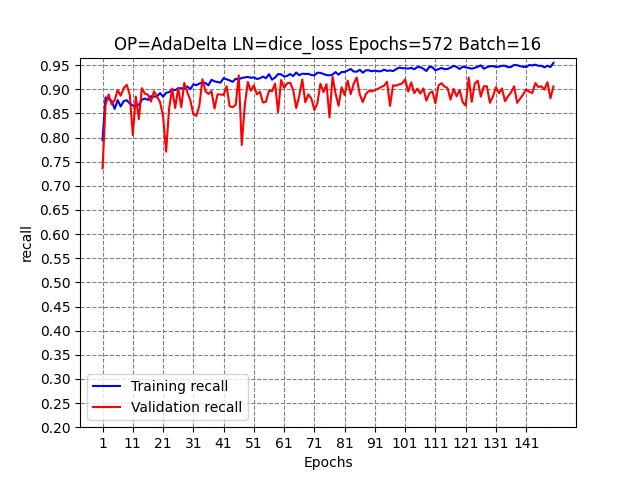 OP=AdaDelta LN=dice_loss Epochs=572 Batch=16
0.95
0.90
0.85
0.80
0.75
0.70
0.65
0.60
0.55
0.50
0.45
0.40
0.35
0.30
0.25
0.20
recall
Training recall
Validation recall
1 11 21 31 41 51 61 71 81 91 101 111 121 131 141
Epochs